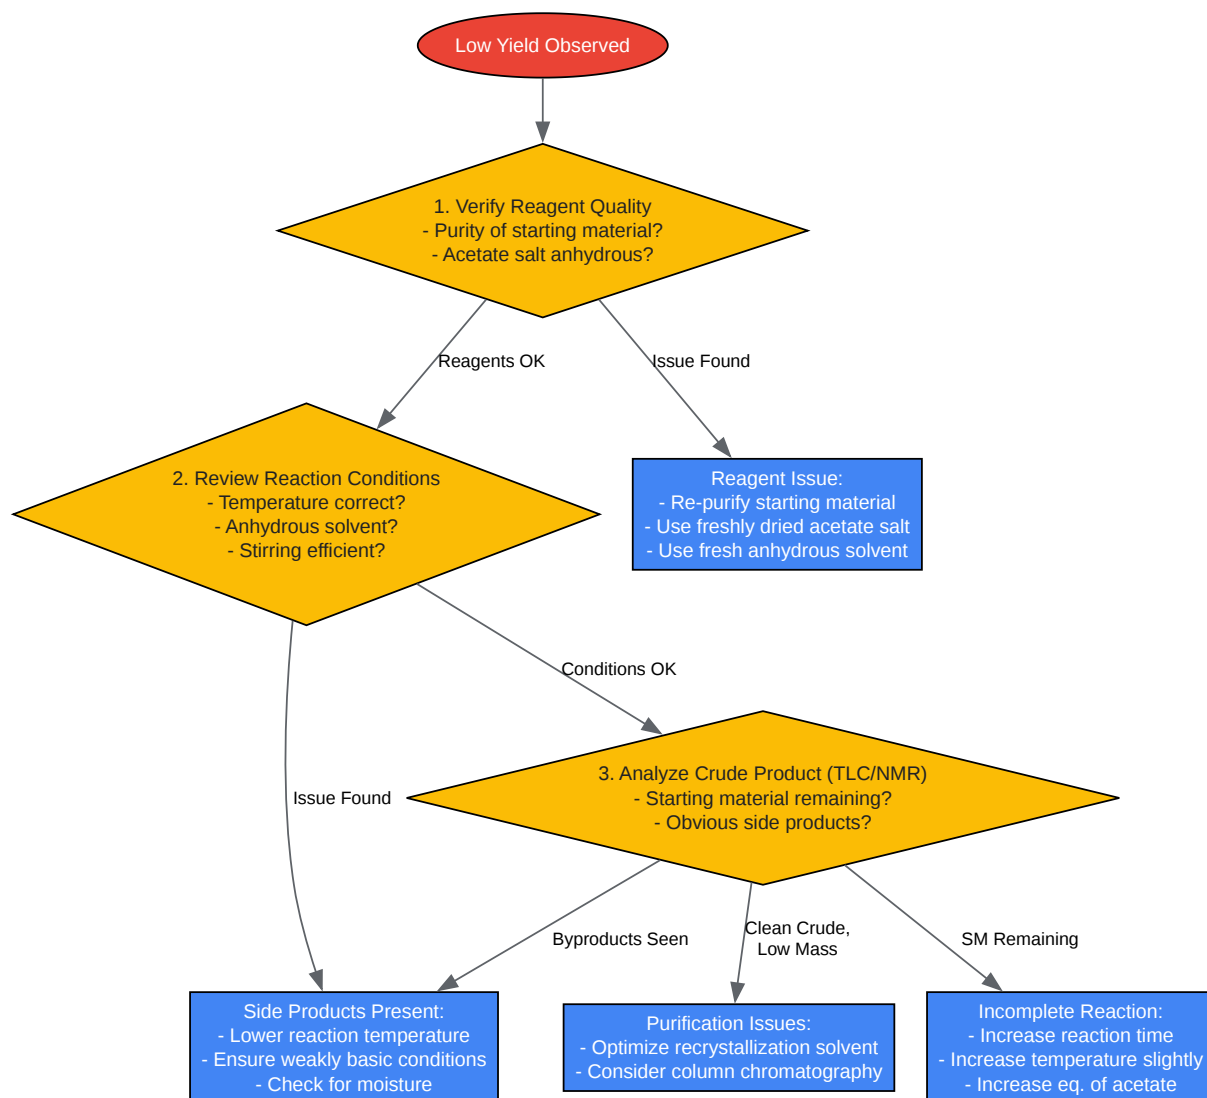 Low Yield Observed
1. Verify Reagent Quality
- Purity of starting material?
- Acetate salt anhydrous?
Reagents OK
Issue Found
2. Review Reaction Conditions
- Temperature correct?
- Anhydrous solvent?
- Stirring efficient?
Reagent Issue:
- Re-purify starting material
- Use freshly dried acetate salt
- Use fresh anhydrous solvent
Conditions OK
Issue Found
3. Analyze Crude Product (TLC/NMR)
- Starting material remaining?
- Obvious side products?
Byproducts Seen
Clean Crude,
Low Mass
SM Remaining
Side Products Present:
- Lower reaction temperature
- Ensure weakly basic conditions
- Check for moisture
Purification Issues:
- Optimize recrystallization solvent
- Consider column chromatography
Incomplete Reaction:
- Increase reaction time
- Increase temperature slightly
- Increase eq. of acetate